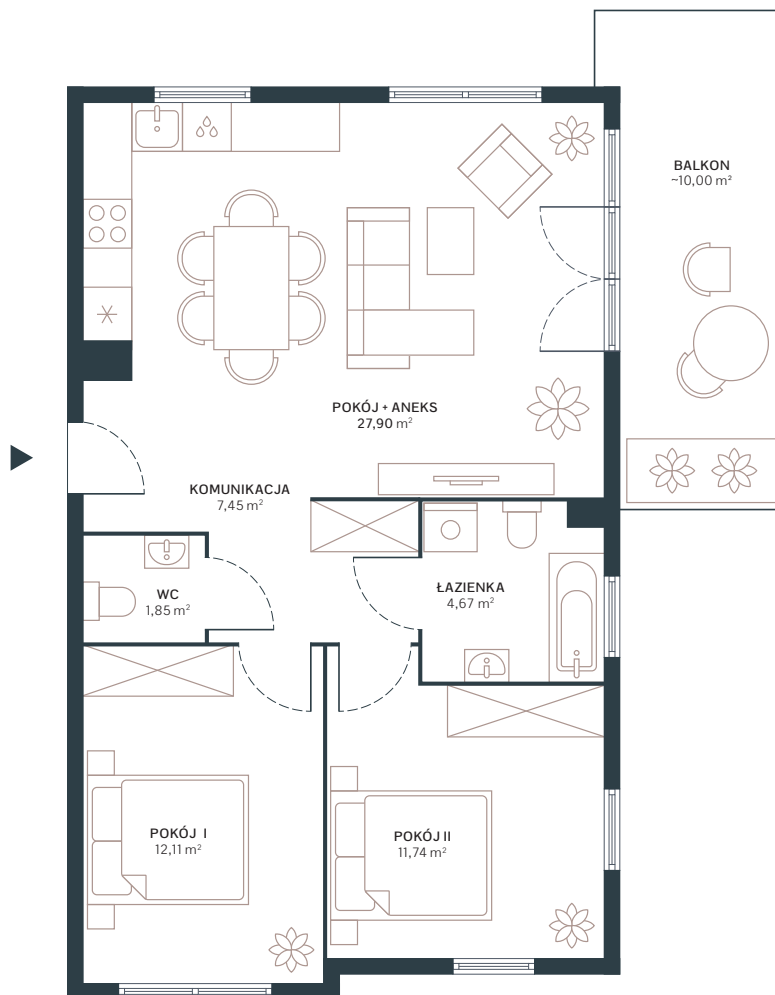 BALKON
~10,00 m²
POKÓJ + ANEKS
27,90 m²
KOMUNIKACJA
7,45 m²
WC
1,85 m²
ŁAZIENKA
4,67 m²
POKÓJ I
12,11 m²
POKÓJ II
11,74 m²